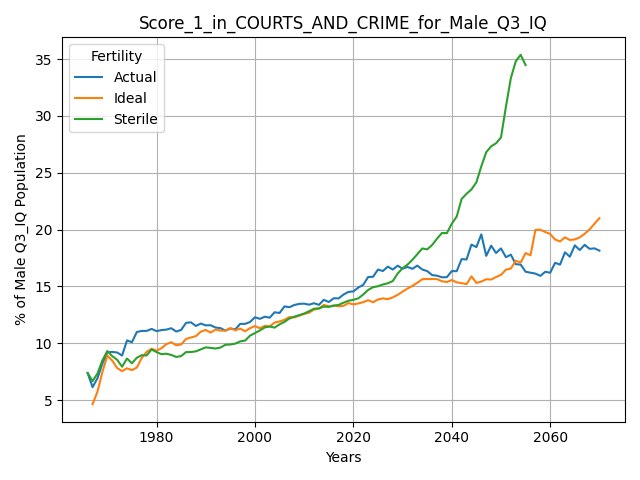 Score_1_in_COURTS_AND_CRIME_for_Male_Q3_IQ
Fertility
Actual
Ideal
Sterile
% of Male Q3_IQ Population
35
30
25
20
15
10
5
1980
2000
2020
2040
2060
Years